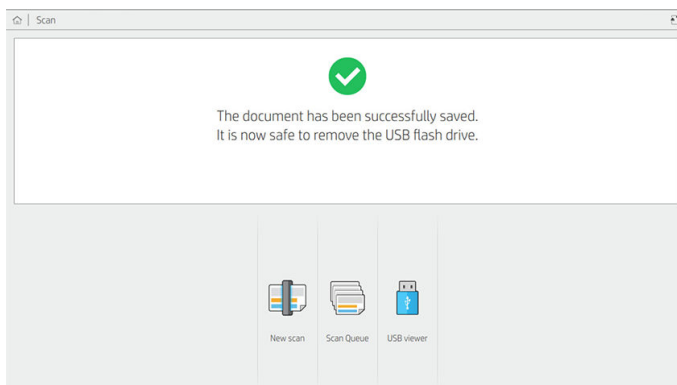 Scan
The document has been successfully saved.
It is now safe to remove the USB flash drive.
New scan
Scan Queue
USB viewer